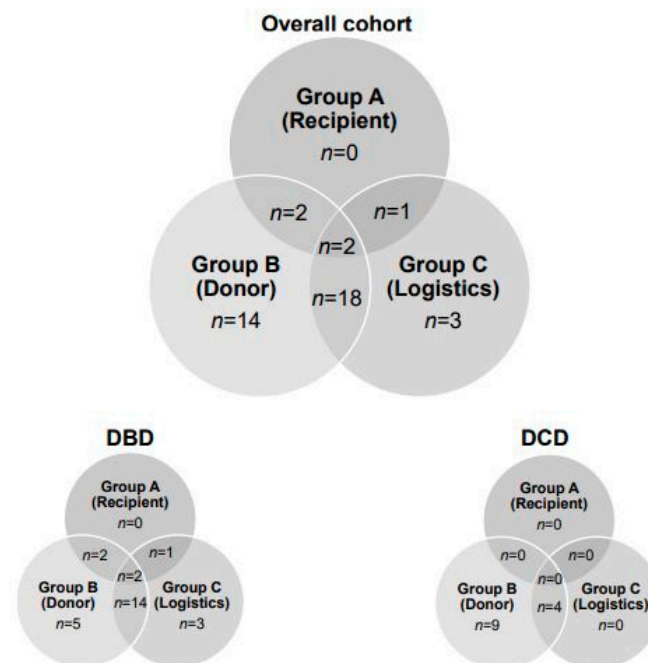 Overall cohort
Group A
(Recipient)
n=0
n=2
n=1
n=2
Group B
(Donor)
n=14
n=18
Group C
(Logistics)
n=3
DBD
Group A
(Recipient)
n=0
n=2
n=1
n=2
Group B
(Donor)
n=5
n=14
Group C
(Logistics)
n=3
DCD
Group A
(Recipient)
n=0
n=0
n=0
n=0
Group B
(Donor)
n=9
n=4
Group C
(Logistics)
n=0